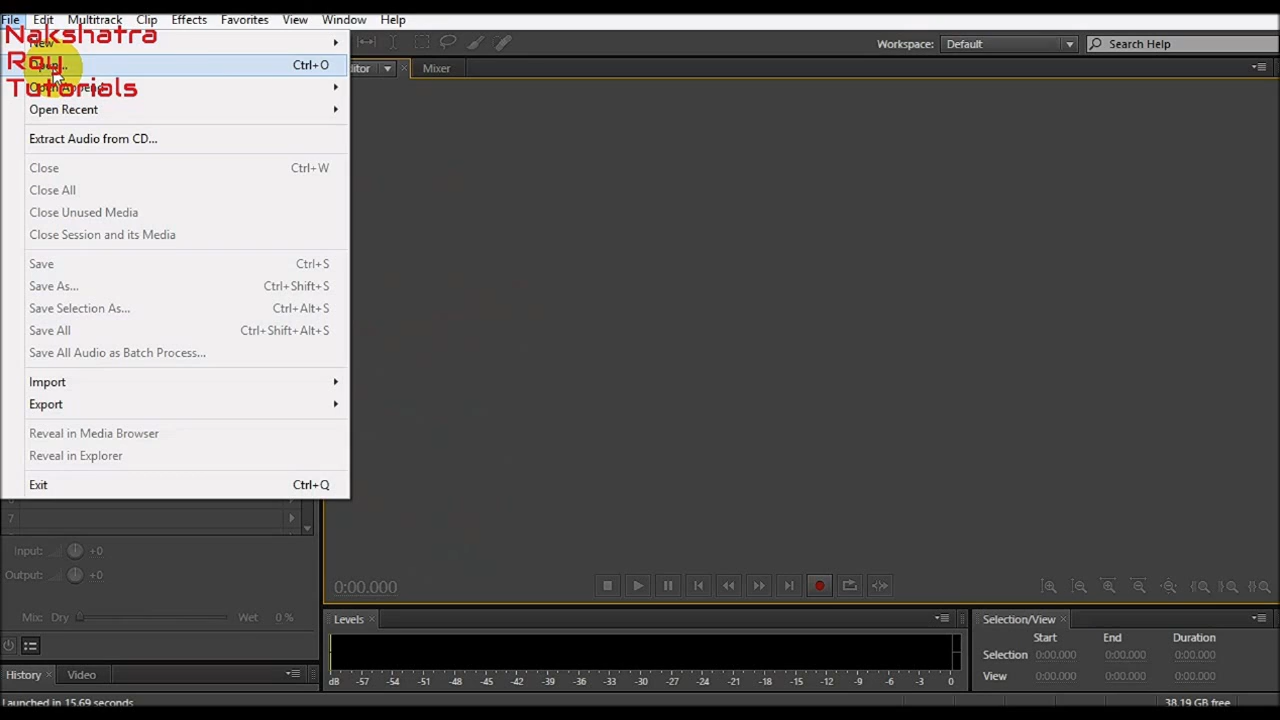 File Edit Multitrack Clip Effects Favorites View Window Help
Nakshatra
Roy
Tutorials
New
Ctrl+O
Open Append
Open Recent
Extract Audio from CD...
Close Ctrl+W
Close All
Close Unused Media
Close Session and its Media
Save Ctrl+S
Save As... Ctrl+Shift+S
Save Selection As... Ctrl+Alt+S
Save All Ctrl+Shift+Alt+S
Save All Audio as Batch Process...
Import
Export
Reveal in Media Browser
Reveal in Explorer
Exit Ctrl+Q
Workspace: Default Search Help
itor Mixer
7
Input: +0
Output: +0
Mix: Dry Wet 0 %
History Video
0:00.000
Levels
dB -57 -54 -51 -48 -45 -42 -39 -36 -33 -30 -27 -24 -21 -18 -15 -12 -9 -6 -3 0
Selection/View
Start End Duration
Selection 0:00.000 0:00.000 0:00.000
View 0:00.000 0:00.000 0:00.000
Launched in 15.69 seconds 38.19 GB free